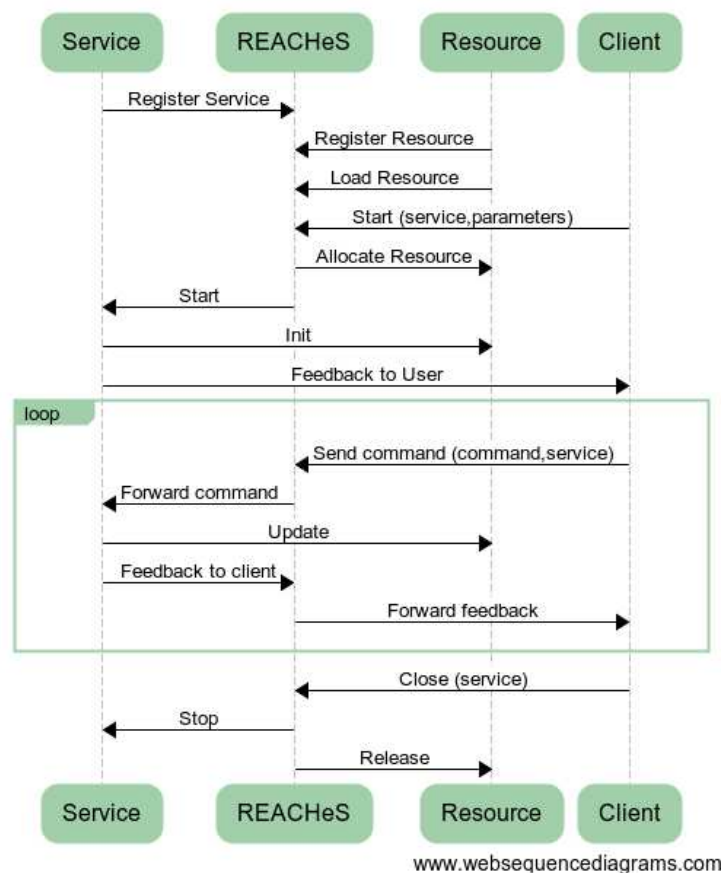 Service REACHeS Resource Client
Register Service
Register Resource
Load Resource
Start (service,parameters)
Allocate Resource
Start
Init
Feedback to User
loop
Send command (command,service)
Forward command
Update
Feedback to client
Forward feedback
Close (service)
Stop
Release
Service REACHeS Resource Client
www.websequencediagrams.com